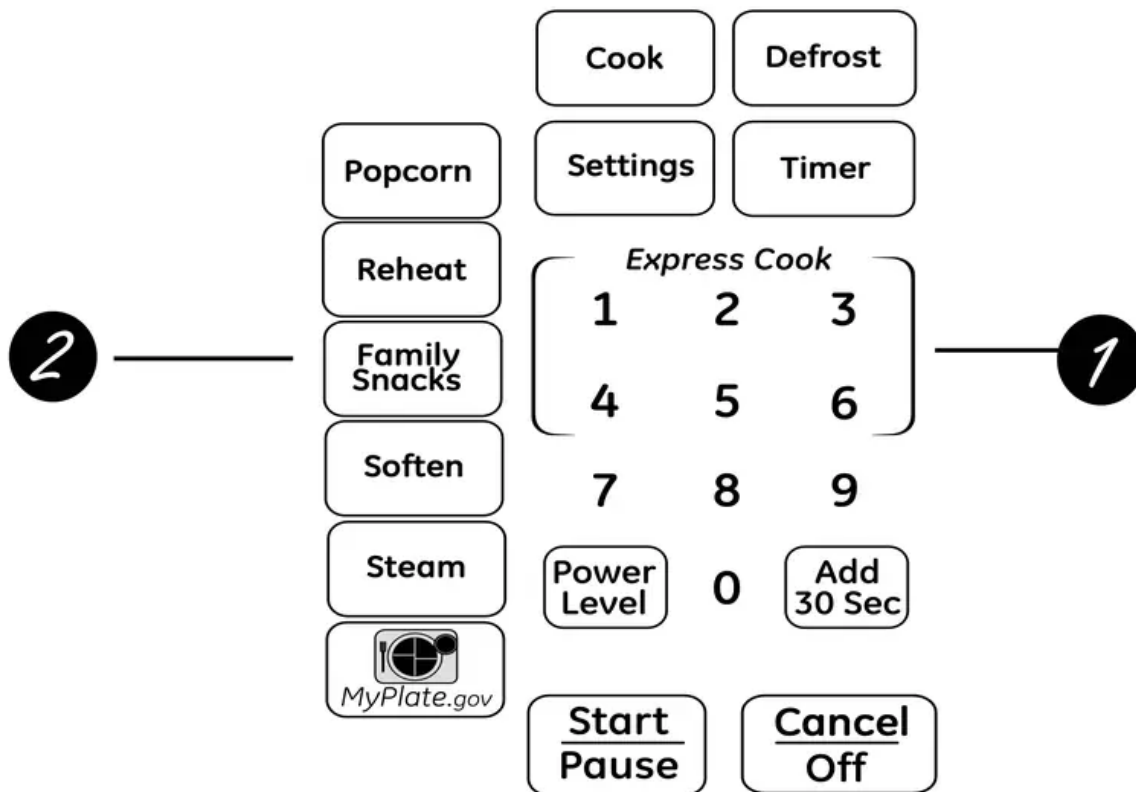 Cook
Defrost
Settings
Timer
Popcorn
Reheat
Family
Snacks
Soften
Steam
MyPlate.gov
2
Express Cook
1 2 3
4 5 6
7 8 9
Power
Level
0
Add
30 Sec
Start
Pause
Cancel
Off
1